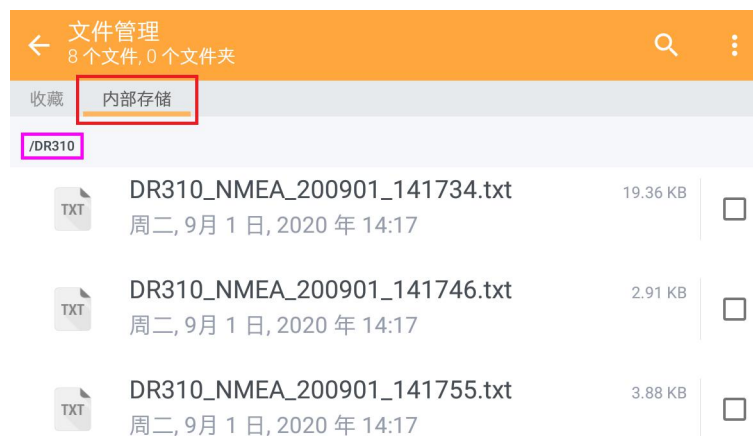 文件管理
8 个文件, 0 个文件夹
收藏 内部存储
/DR310
TXT DR310_NMEA_200901_141734.txt 19.36 KB
周二, 9月 1 日, 2020 年 14:17
TXT DR310_NMEA_200901_141746.txt 2.91 KB
周二, 9月 1 日, 2020 年 14:17
TXT DR310_NMEA_200901_141755.txt 3.88 KB
周二, 9月 1 日, 2020 年 14:17